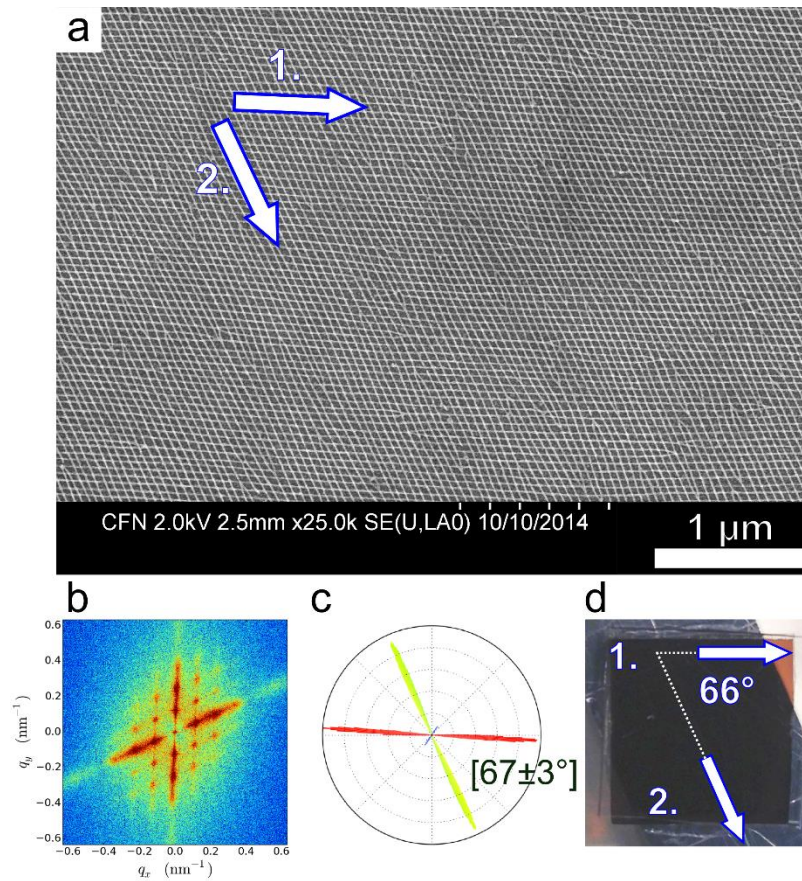 a
1.
2.
CFN 2.0kV 2.5mm x25.0k SE(U,LA0) 10/10/2014
1 μm
b
0.6
0.4
0.2
0.0
−0.2
−0.4
−0.6
q_y (nm⁻¹)
−0.6 −0.4 −0.2 0.0 0.2 0.4 0.6
q_x (nm⁻¹)
c
[67±3°]
d
1.
66°
2.